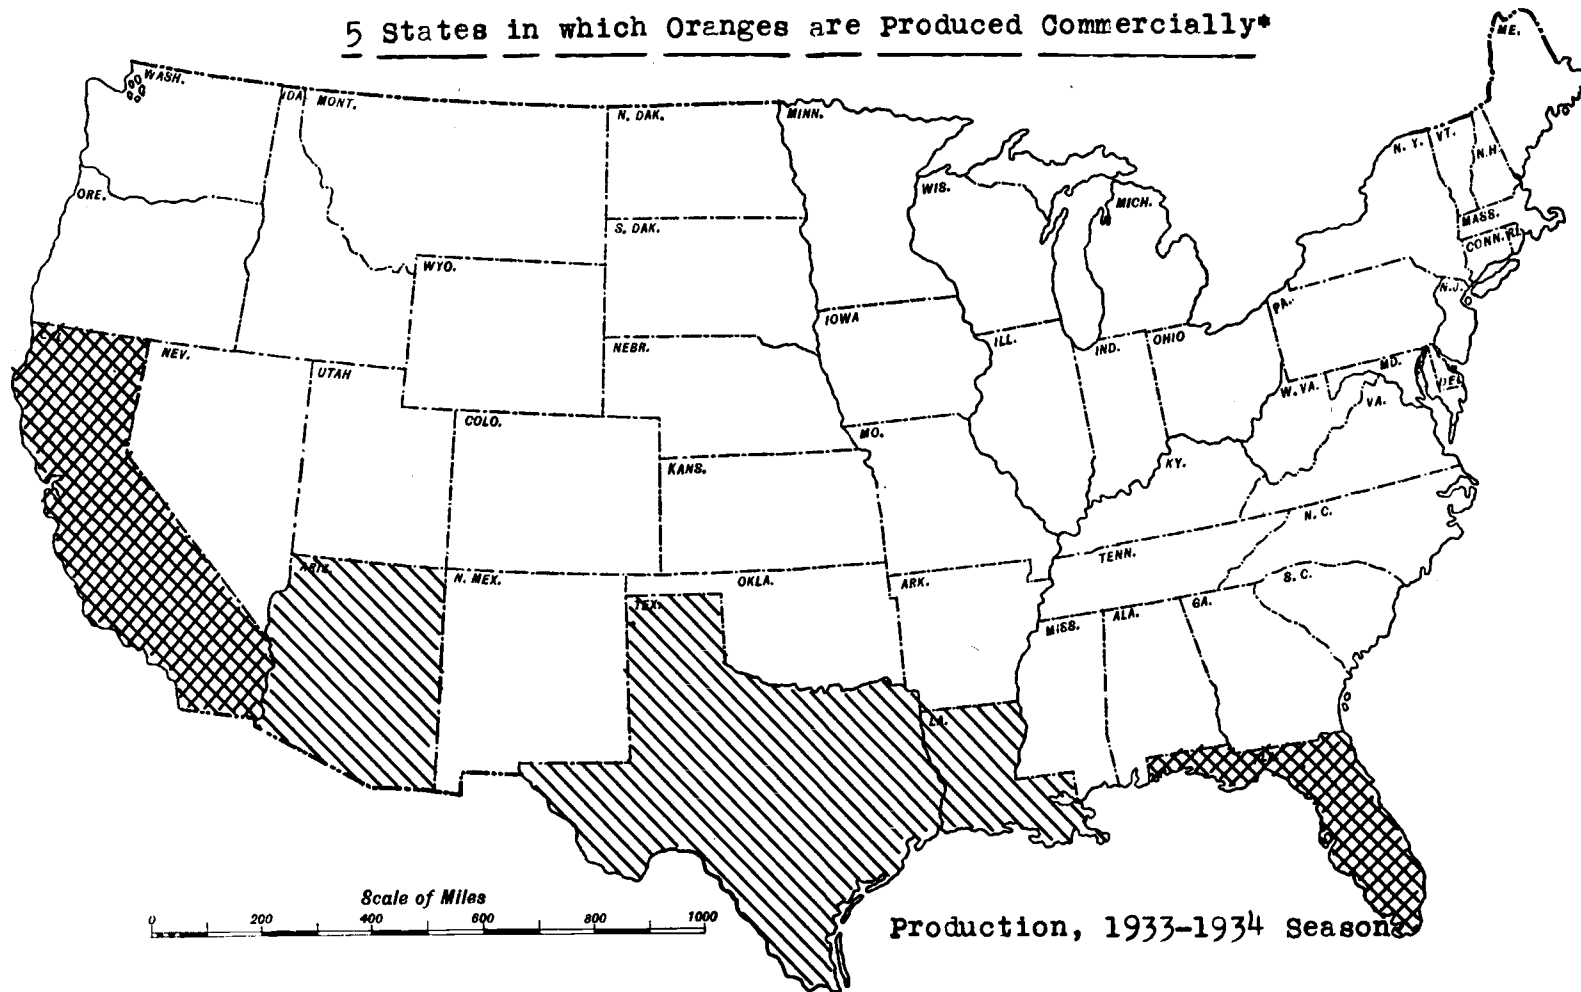 5 States in which Oranges are Produced Commercially*
WASH.
IDA.
MONT.
N. DAK.
MINN.
ME.
N. Y.
VT.
N.H.
ORE.
WIS.
MICH.
MASS.
CONN.
R.I.
S. DAK.
WYO.
PA.
N.J.
IOWA
NEV.
UTAH
NEBR.
ILL.
IND.
OHIO
MD.
W. VA.
DEL.
VA.
COLO.
MO.
KANS.
KY.
N. C.
ARIZ.
N. MEX.
OKLA.
ARK.
TENN.
S. C.
TEX.
MISS.
ALA.
GA.
LA.
Scale of Miles
0 200 400 600 800 1000
Production, 1933-1934 Season